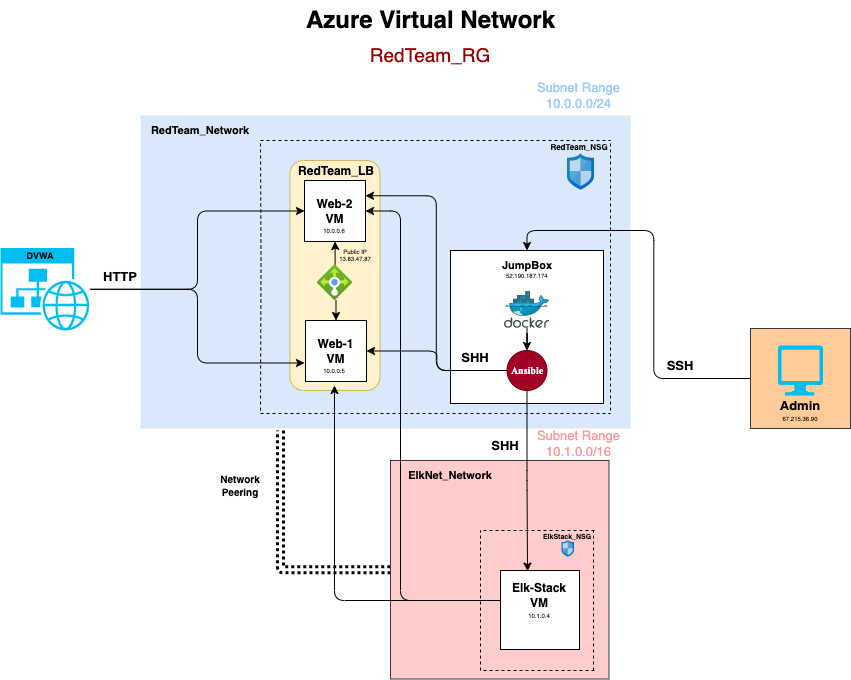 Azure Virtual Network
RedTeam_RG
Subnet Range
10.0.0.0/24
RedTeam_Network
RedTeam_NSG
RedTeam_LB
Web-2
VM
10.0.0.6
Public IP
13.83.47.87
Web-1
VM
10.0.0.5
DVWA
HTTP
JumpBox
52.190.187.174
docker
Ansible
SHH
SSH
Admin
67.215.36.90
SHH
Subnet Range
10.1.0.0/16
Network
Peering
ElkNet_Network
ElkStack_NSG
Elk-Stack
VM
10.1.0.4